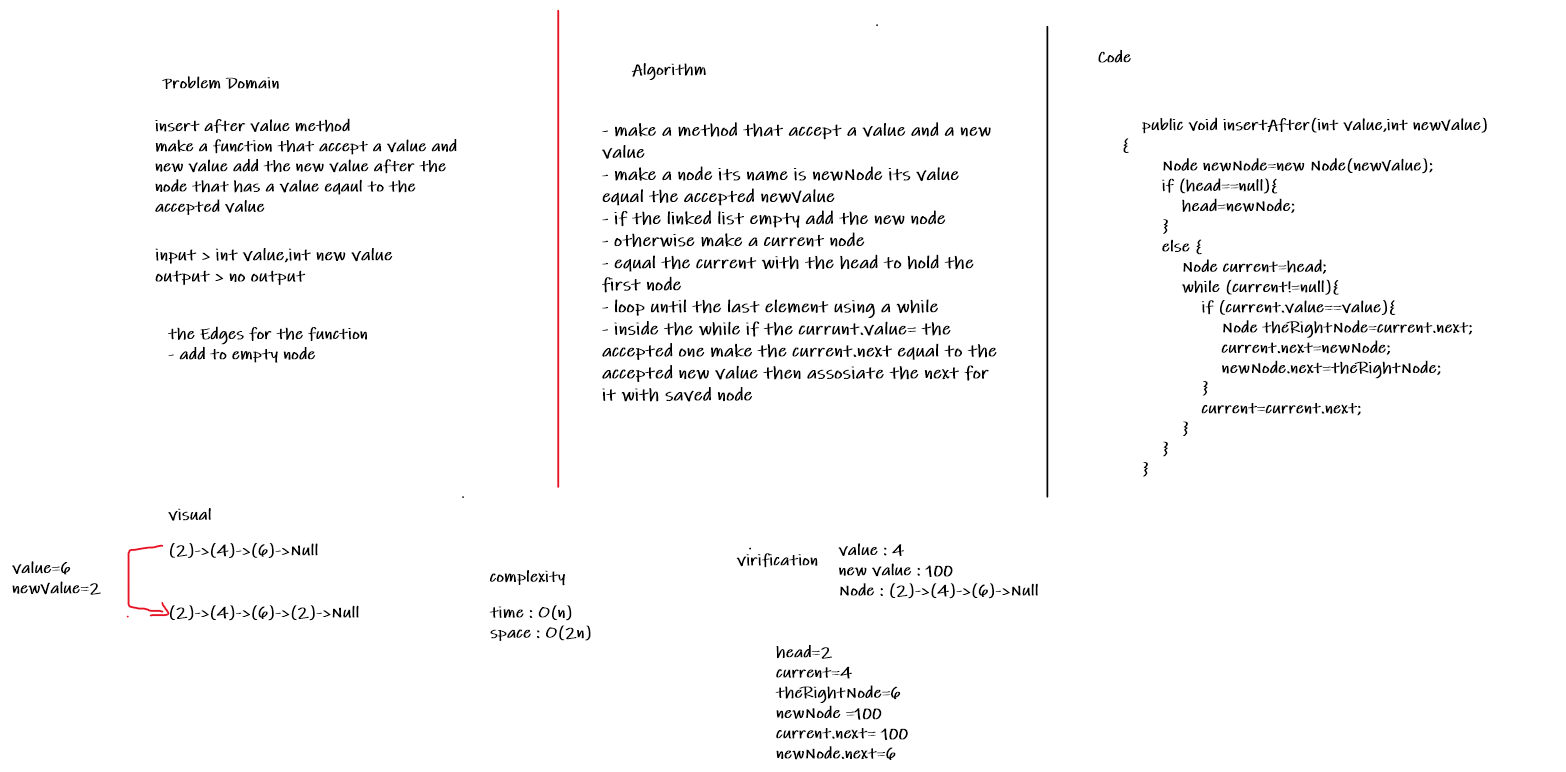 Problem Domain
insert after value method
make a function that accept a value and
new value add the new value after the
node that has a value eqaul to the
accepted value
input > int value,int new value
output > no output
the Edges for the function
- add to empty node
Algorithm
- make a method that accept a value and a new
value
- make a node its name is newNode its value
equal the accepted newValue
- if the linked list empty add the new node
- otherwise make a current node
- equal the current with the head to hold the
first node
- loop until the last element using a while
- inside the while if the currunt.value= the
accepted one make the current.next equal to the
accepted new value then assosiate the next for
it with saved node
Code
public void insertAfter(int value,int newValue)
{
Node newNode=new Node(newValue);
if (head==null){
head=newNode;
}
else {
Node current=head;
while (current!=null){
if (current.value==value){
Node theRightNode=current.next;
current.next=newNode;
newNode.next=theRightNode;
}
current=current.next;
}
}
}
visual
value=6
newValue=2
(2)->(4)->(6)->Null
(2)->(4)->(6)->(2)->Null
complexity
time : O(n)
space : O(2n)
virification
value : 4
new value : 100
Node : (2)->(4)->(6)->Null
head=2
current=4
theRightNode=6
newNode =100
current.next= 100
newNode.next=6